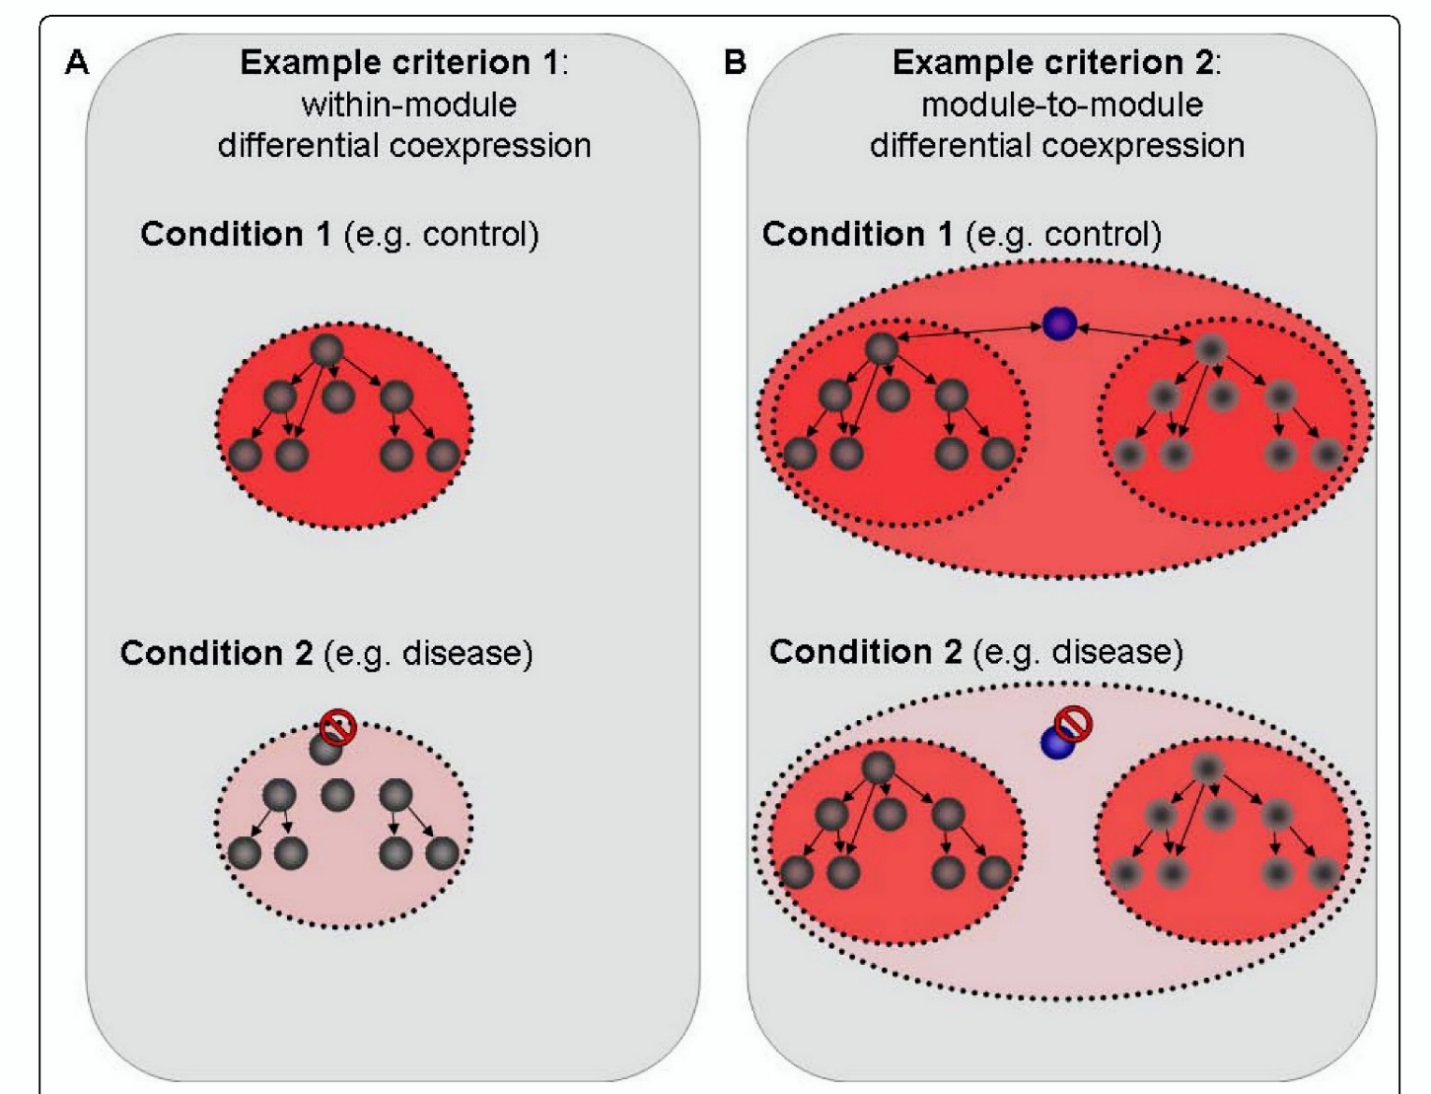 A
Example criterion 1:
within-module
differential coexpression
Condition 1 (e.g. control)
Condition 2 (e.g. disease)
B
Example criterion 2:
module-to-module
differential coexpression
Condition 1 (e.g. control)
Condition 2 (e.g. disease)